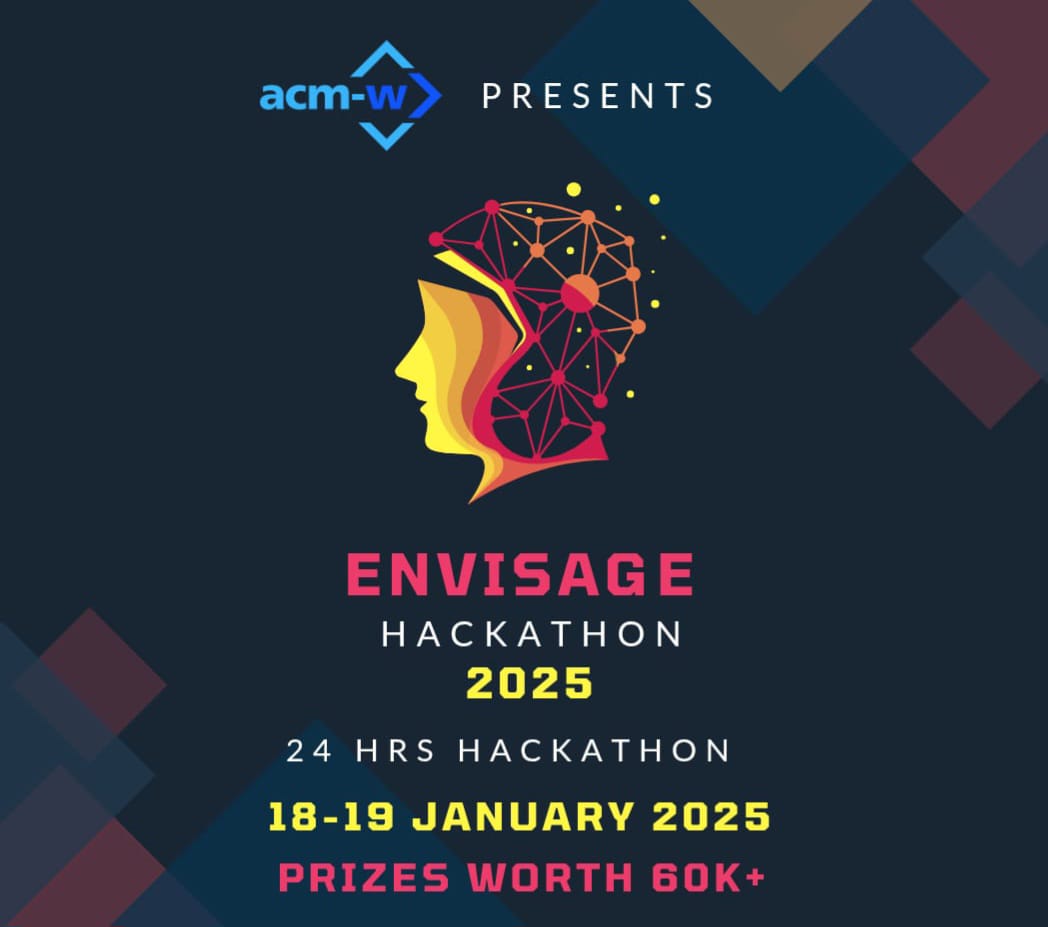 acm-w PRESENTS
ENVISAGE
HACKATHON
2025
24 HRS HACKATHON
18-19 JANUARY 2025
PRIZES WORTH 60K+